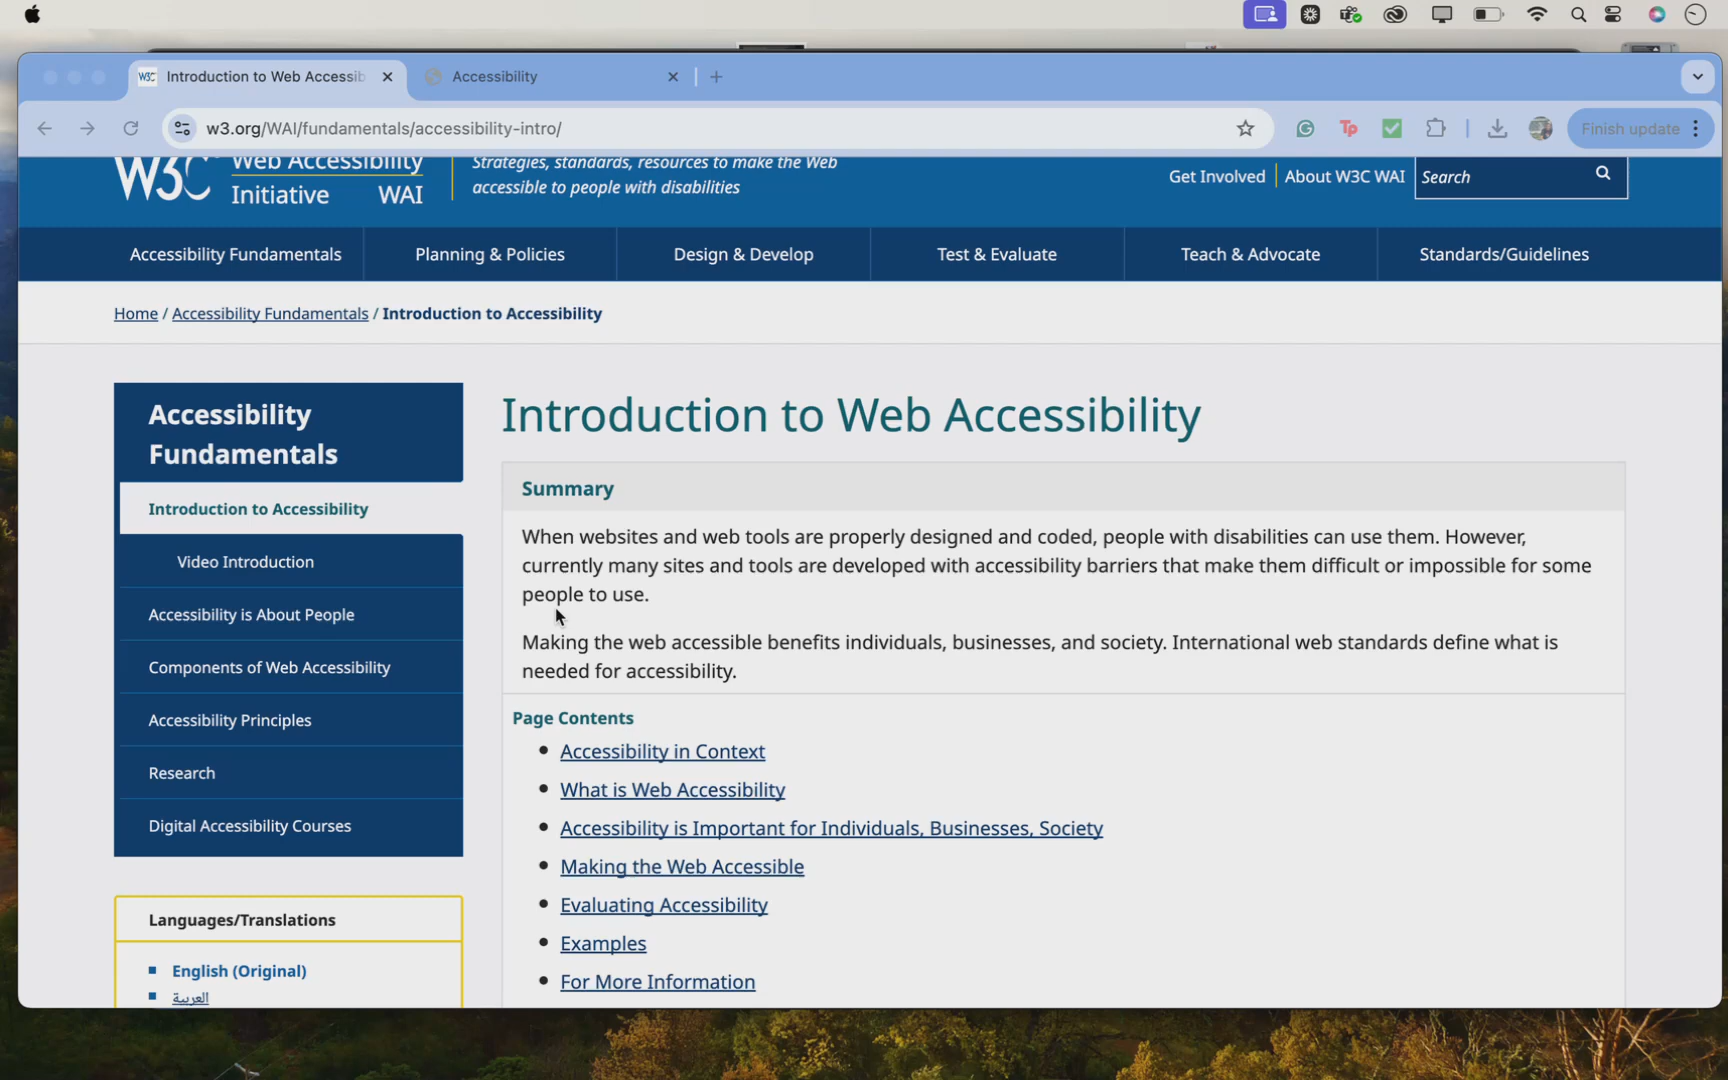 W3C Introduction to Web Accessib
Accessibility
w3.org/WAI/fundamentals/accessibility-intro/
Tp
Finish update
W3C Web Accessibility
Initiative WAI
Strategies, standards, resources to make the Web
accessible to people with disabilities
Get Involved
About W3C WAI
Search
Accessibility Fundamentals
Planning & Policies
Design & Develop
Test & Evaluate
Teach & Advocate
Standards/Guidelines
Home / Accessibility Fundamentals / Introduction to Accessibility
Accessibility
Fundamentals
Introduction to Accessibility
Video Introduction
Accessibility is About People
Components of Web Accessibility
Accessibility Principles
Research
Digital Accessibility Courses
Languages/Translations
English (Original)
العربية
Introduction to Web Accessibility
Summary
When websites and web tools are properly designed and coded, people with disabilities can use them. However,
currently many sites and tools are developed with accessibility barriers that make them difficult or impossible for some
people to use.
Making the web accessible benefits individuals, businesses, and society. International web standards define what is
needed for accessibility.
Page Contents
Accessibility in Context
What is Web Accessibility
Accessibility is Important for Individuals, Businesses, Society
Making the Web Accessible
Evaluating Accessibility
Examples
For More Information